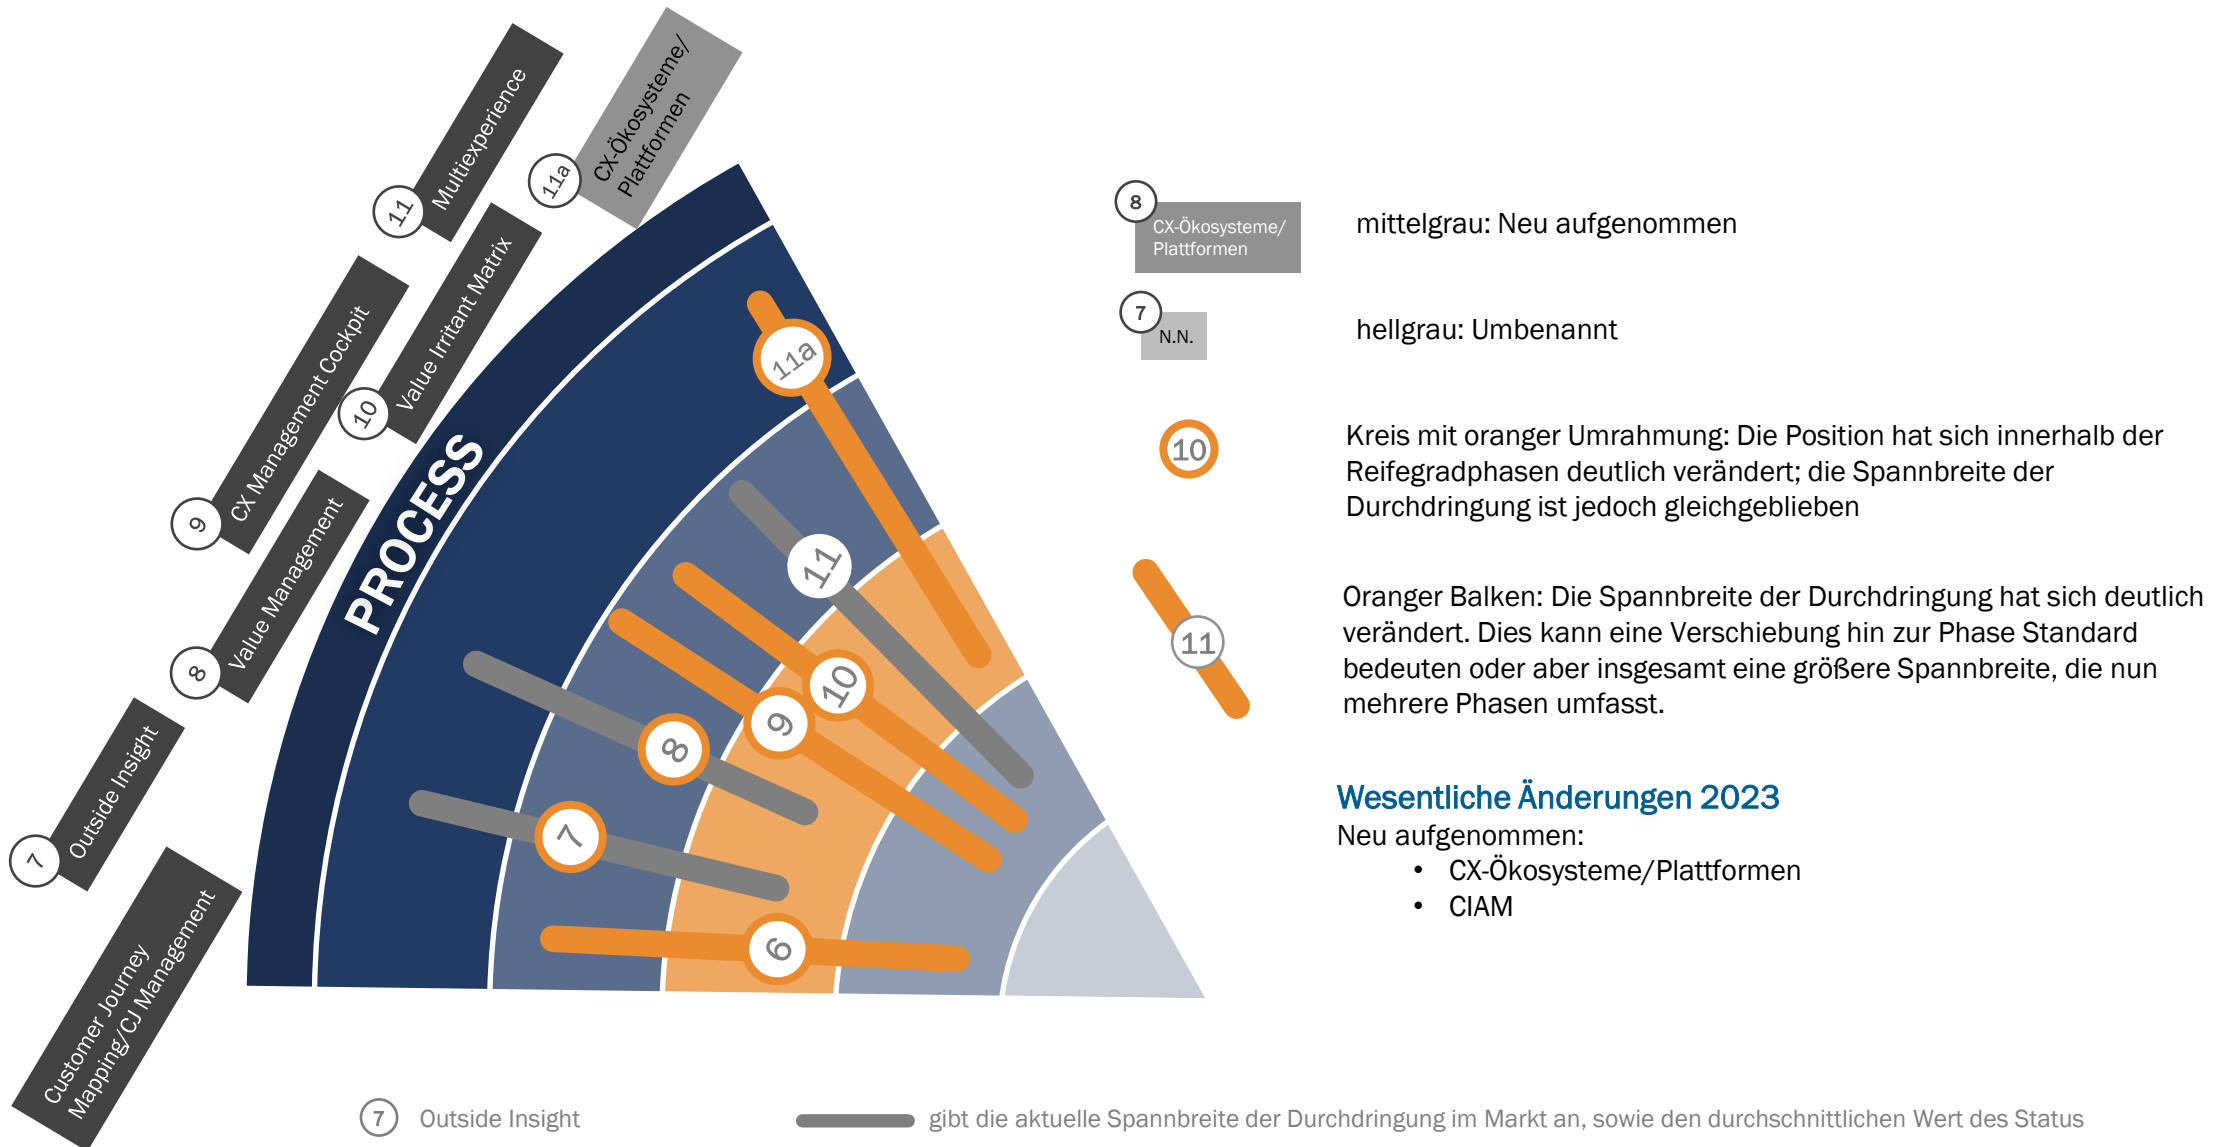 11
Multiexperience
11a
CX-Ökosysteme/
Plattformen
9
CX Management Cockpit
10
Value Irritant Matrix
8
Value Management
7
Outside Insight
Customer Journey
Mapping/CJ Management
PROCESS
11a
11
10
9
8
7
6
8
CX-Ökosysteme/
Plattformen
mittelgrau: Neu aufgenommen
7
N.N.
hellgrau: Umbenannt
10
Kreis mit oranger Umrahmung: Die Position hat sich innerhalb der
Reifegradphasen deutlich verändert; die Spannbreite der
Durchdringung ist jedoch gleichgeblieben
11
Oranger Balken: Die Spannbreite der Durchdringung hat sich deutlich
verändert. Dies kann eine Verschiebung hin zur Phase Standard
bedeuten oder aber insgesamt eine größere Spannbreite, die nun
mehrere Phasen umfasst.
Wesentliche Änderungen 2023
Neu aufgenommen:
• CX-Ökosysteme/Plattformen
• CIAM
7 Outside Insight
gibt die aktuelle Spannbreite der Durchdringung im Markt an, sowie den durchschnittlichen Wert des Status